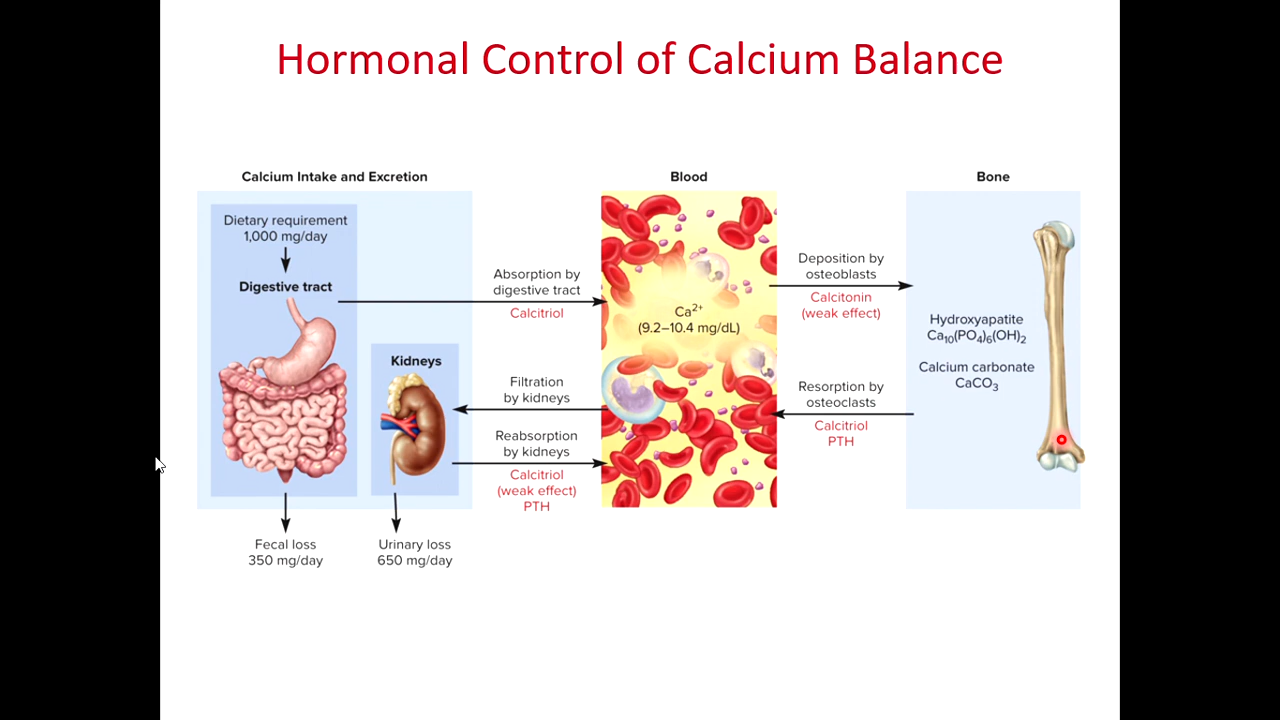 Hormonal Control of Calcium Balance
Calcium Intake and Excretion
Dietary requirement
1,000 mg/day
Digestive tract
Kidneys
Fecal loss
350 mg/day
Urinary loss
650 mg/day
Absorption by
digestive tract
Calcitriol
Filtration
by kidneys
Reabsorption
by kidneys
Calcitriol
(weak effect)
PTH
Blood
Ca²⁺
(9.2–10.4 mg/dL)
Deposition by
osteoblasts
Calcitonin
(weak effect)
Resorption by
osteoclasts
Calcitriol
PTH
Bone
Hydroxyapatite
Ca₁₀(PO₄)₆(OH)₂
Calcium carbonate
CaCO₃